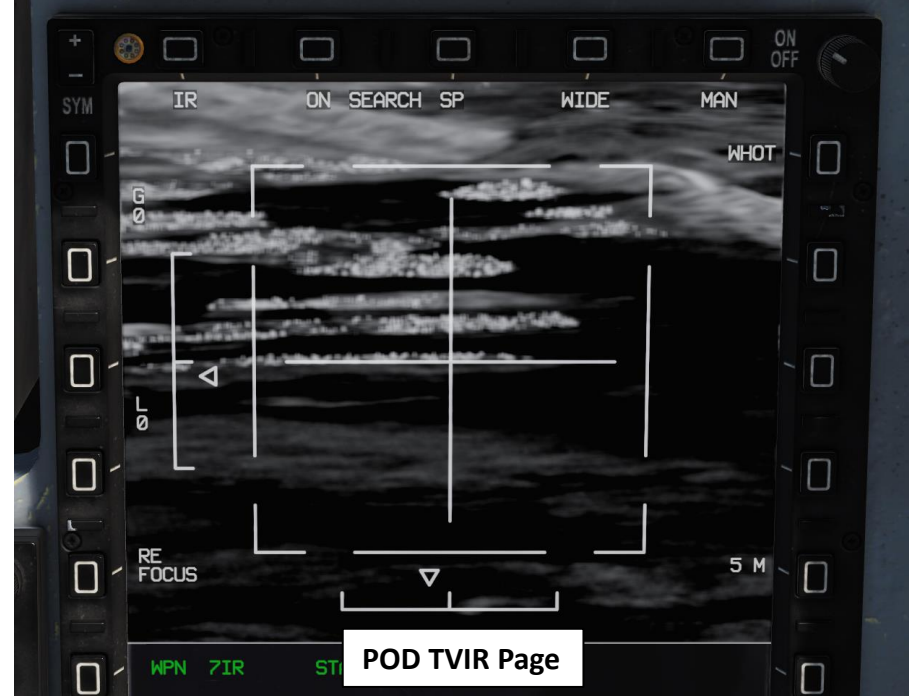 +
-
SYM
ON
OFF
IR ON SEARCH SP WIDE MAN
WHOT
G
0
L
0
RE
FOCUS
5 M
WPN 7IR
POD TVIR Page